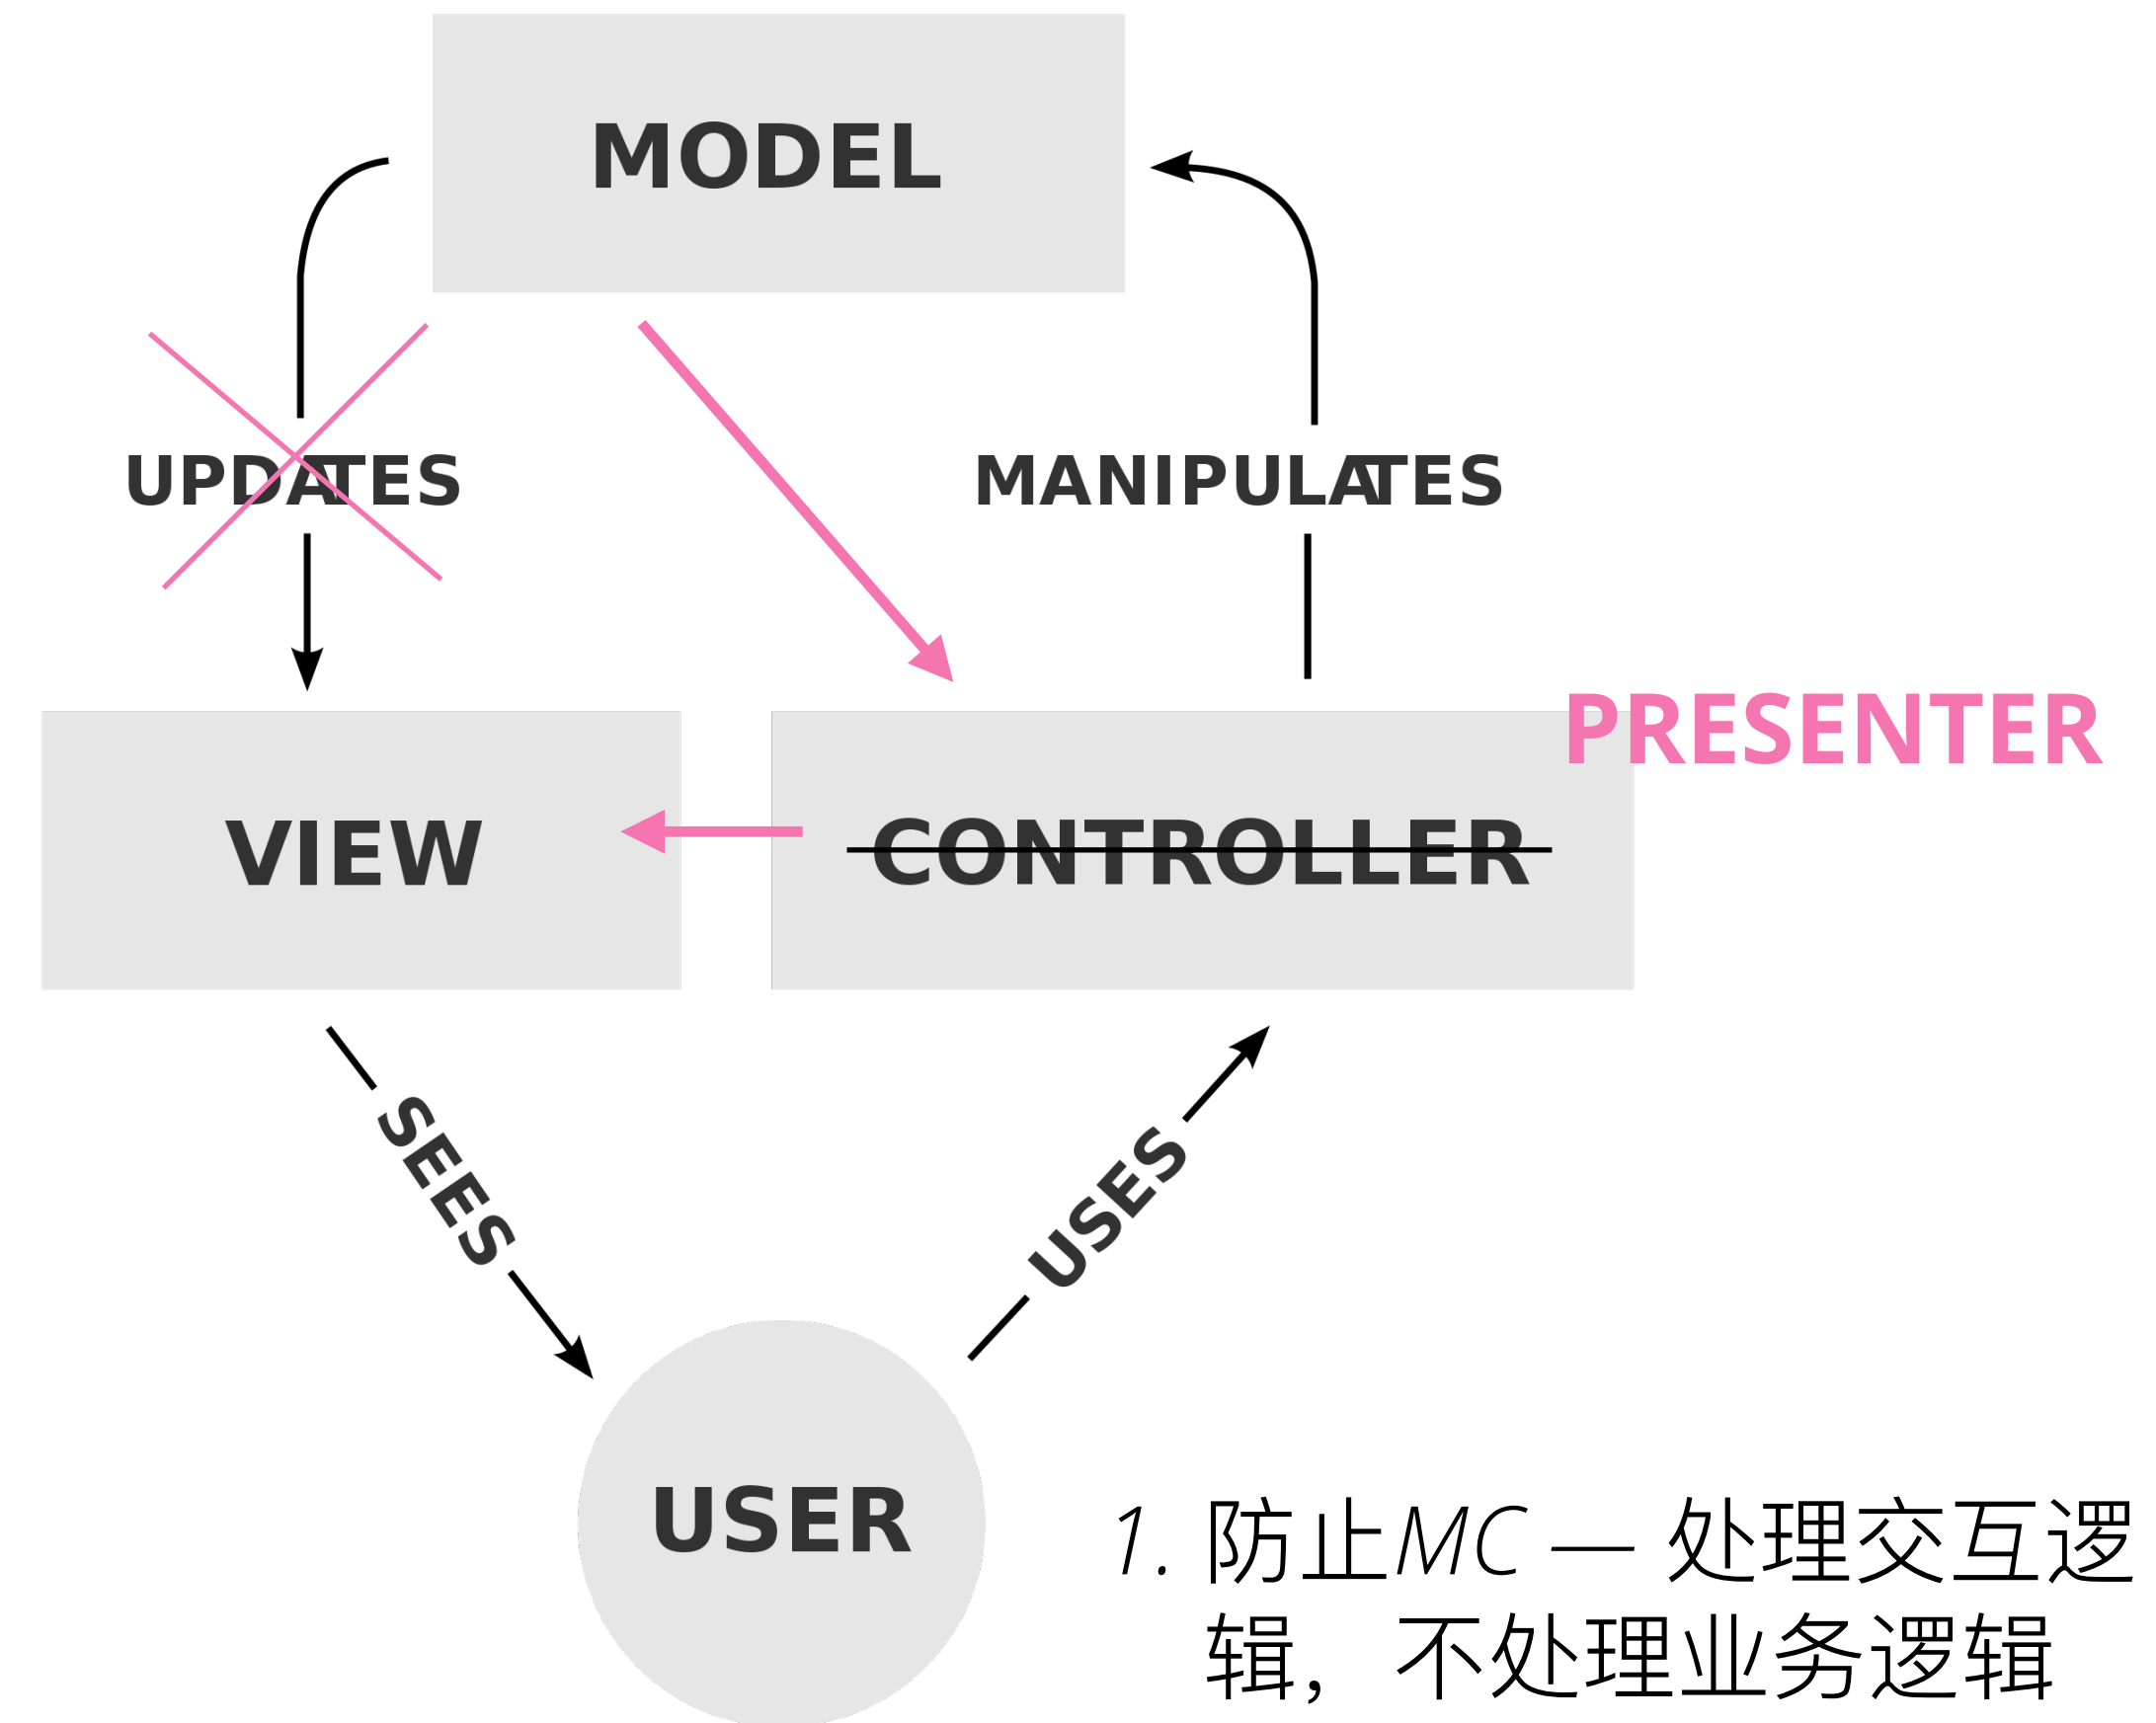 MODEL
UPDATES
MANIPULATES
PRESENTER
VIEW
CONTROLLER
SEES
USES
USER
1. 防止MC — 处理交互逻
辑， 不处理业务逻辑